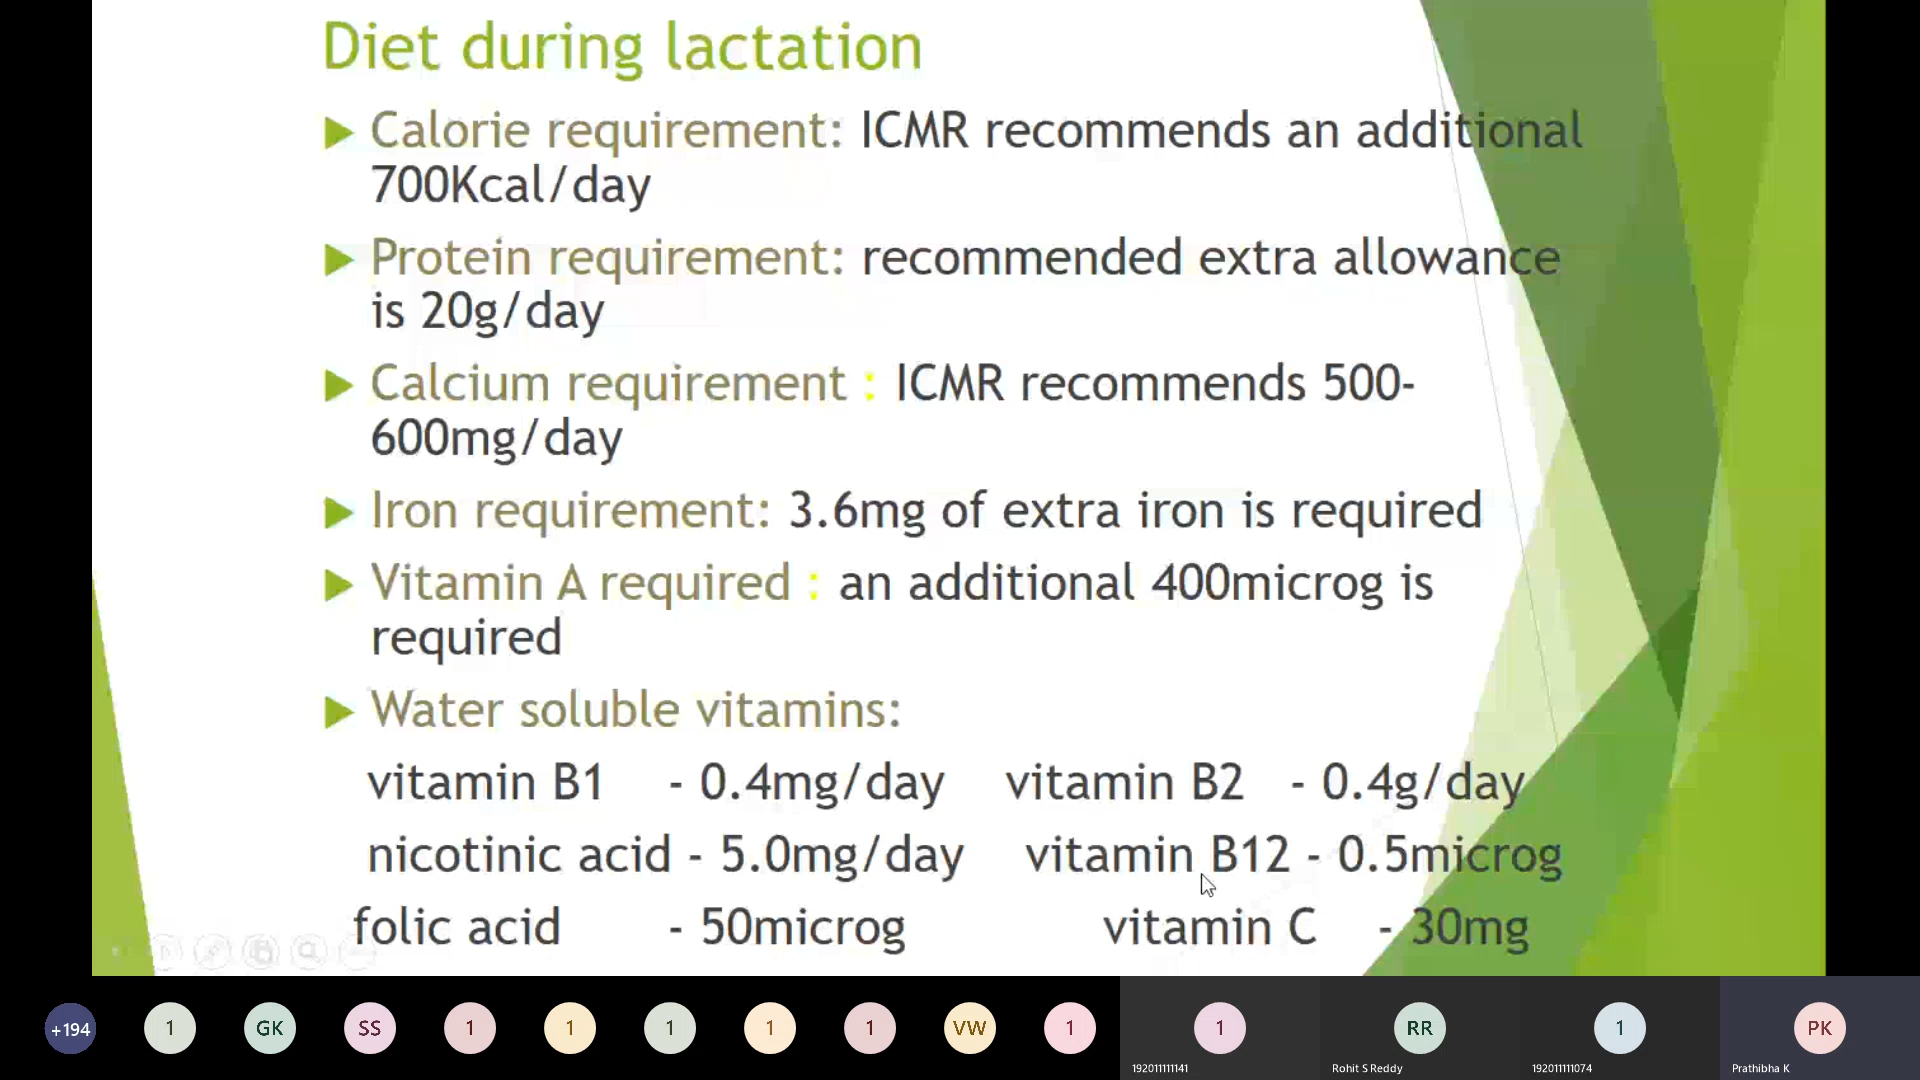 Diet during lactation
Calorie requirement: ICMR recommends an additional
700Kcal/day
Protein requirement: recommended extra allowance
is 20g/day
Calcium requirement : ICMR recommends 500-
600mg/day
Iron requirement: 3.6mg of extra iron is required
Vitamin A required : an additional 400microg is
required
Water soluble vitamins:
vitamin B1 - 0.4mg/day vitamin B2 - 0.4g/day
nicotinic acid - 5.0mg/day vitamin B12 - 0.5microg
folic acid - 50microg vitamin C - 30mg
+194 1 GK SS 1 1 1 1 1 VW 1 1 RR 1 PK
192011111141 Rohit S Reddy 192011111074 Prathibha K